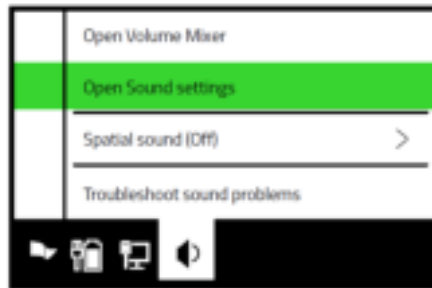 Open Volume Mixer
Open Sound settings
Spatial sound (Off)
Troubleshoot sound problems